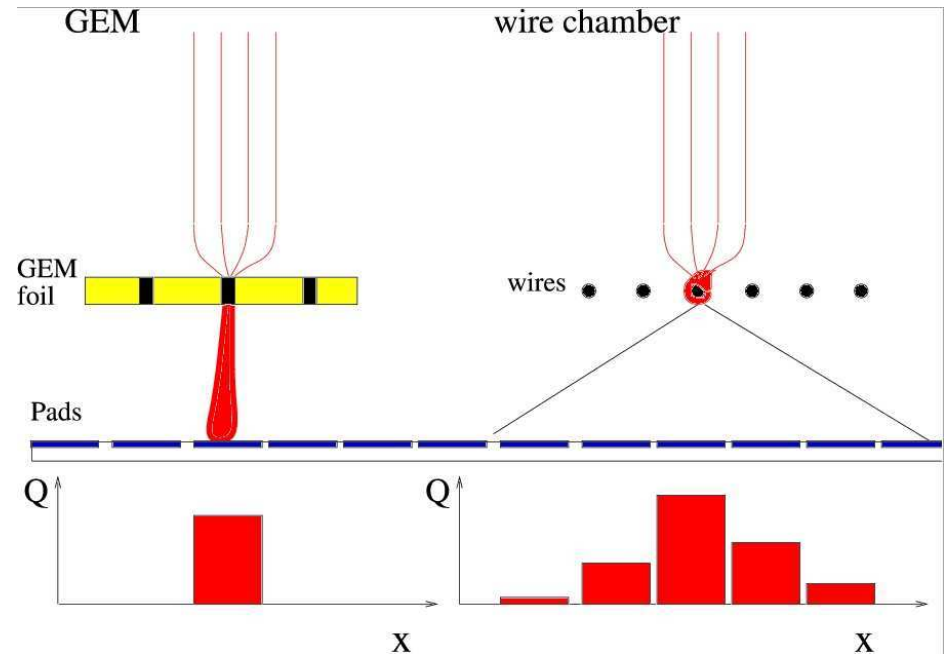 GEM
wire chamber
GEM
foil
wires
Pads
Q
Q
x
x